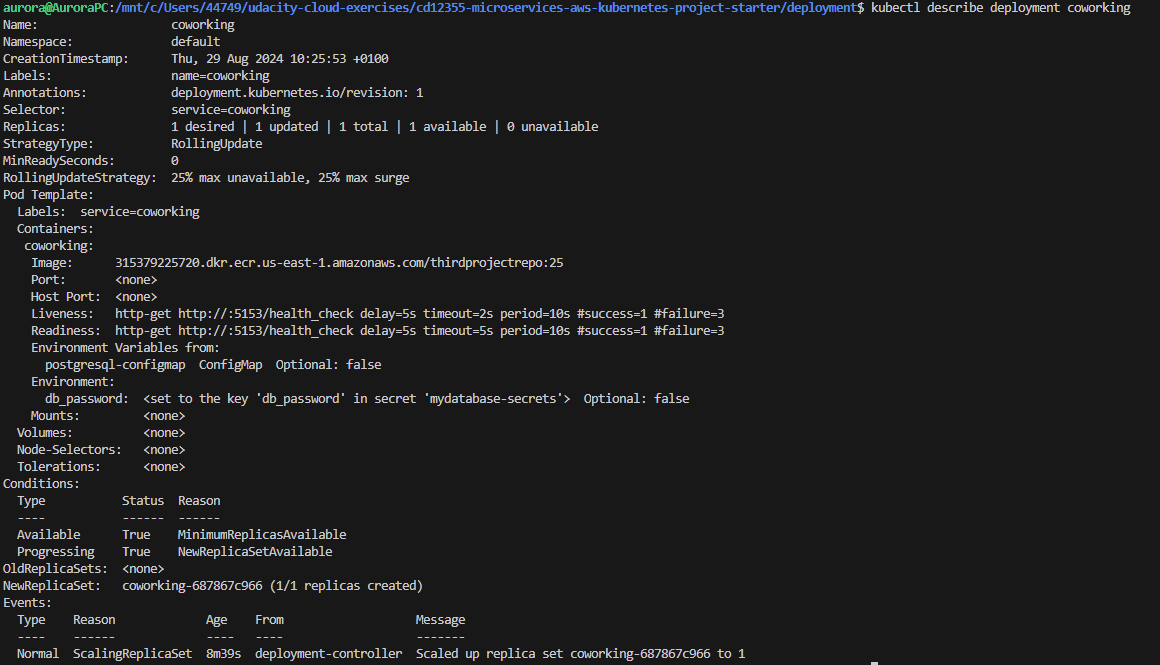 aurora@AuroraPC:/mnt/c/Users/44749/udacity-cloud-exercises/cd12355-microservices-aws-kubernetes-project-starter/deployment$ kubectl describe deployment coworking
Name:                   coworking
Namespace:              default
CreationTimestamp:      Thu, 29 Aug 2024 10:25:53 +0100
Labels:                 name=coworking
Annotations:            deployment.kubernetes.io/revision: 1
Selector:               service=coworking
Replicas:               1 desired | 1 updated | 1 total | 1 available | 0 unavailable
StrategyType:           RollingUpdate
MinReadySeconds:        0
RollingUpdateStrategy:  25% max unavailable, 25% max surge
Pod Template:
  Labels:  service=coworking
  Containers:
   coworking:
    Image:      315379225720.dkr.ecr.us-east-1.amazonaws.com/thirdprojectrepo:25
    Port:       <none>
    Host Port:  <none>
    Liveness:   http-get http://:5153/health_check delay=5s timeout=2s period=10s #success=1 #failure=3
    Readiness:  http-get http://:5153/health_check delay=5s timeout=5s period=10s #success=1 #failure=3
    Environment Variables from:
      postgresql-configmap  ConfigMap  Optional: false
    Environment:
      db_password:  <set to the key 'db_password' in secret 'mydatabase-secrets'>  Optional: false
    Mounts:         <none>
  Volumes:          <none>
  Node-Selectors:   <none>
  Tolerations:      <none>
Conditions:
  Type           Status  Reason
  ----           ------  ------
  Available      True    MinimumReplicasAvailable
  Progressing    True    NewReplicaSetAvailable
OldReplicaSets:  <none>
NewReplicaSet:   coworking-687867c966 (1/1 replicas created)
Events:
  Type    Reason             Age    From                   Message
  ----    ------             ----   ----                   -------
  Normal  ScalingReplicaSet  8m39s  deployment-controller  Scaled up replica set coworking-687867c966 to 1